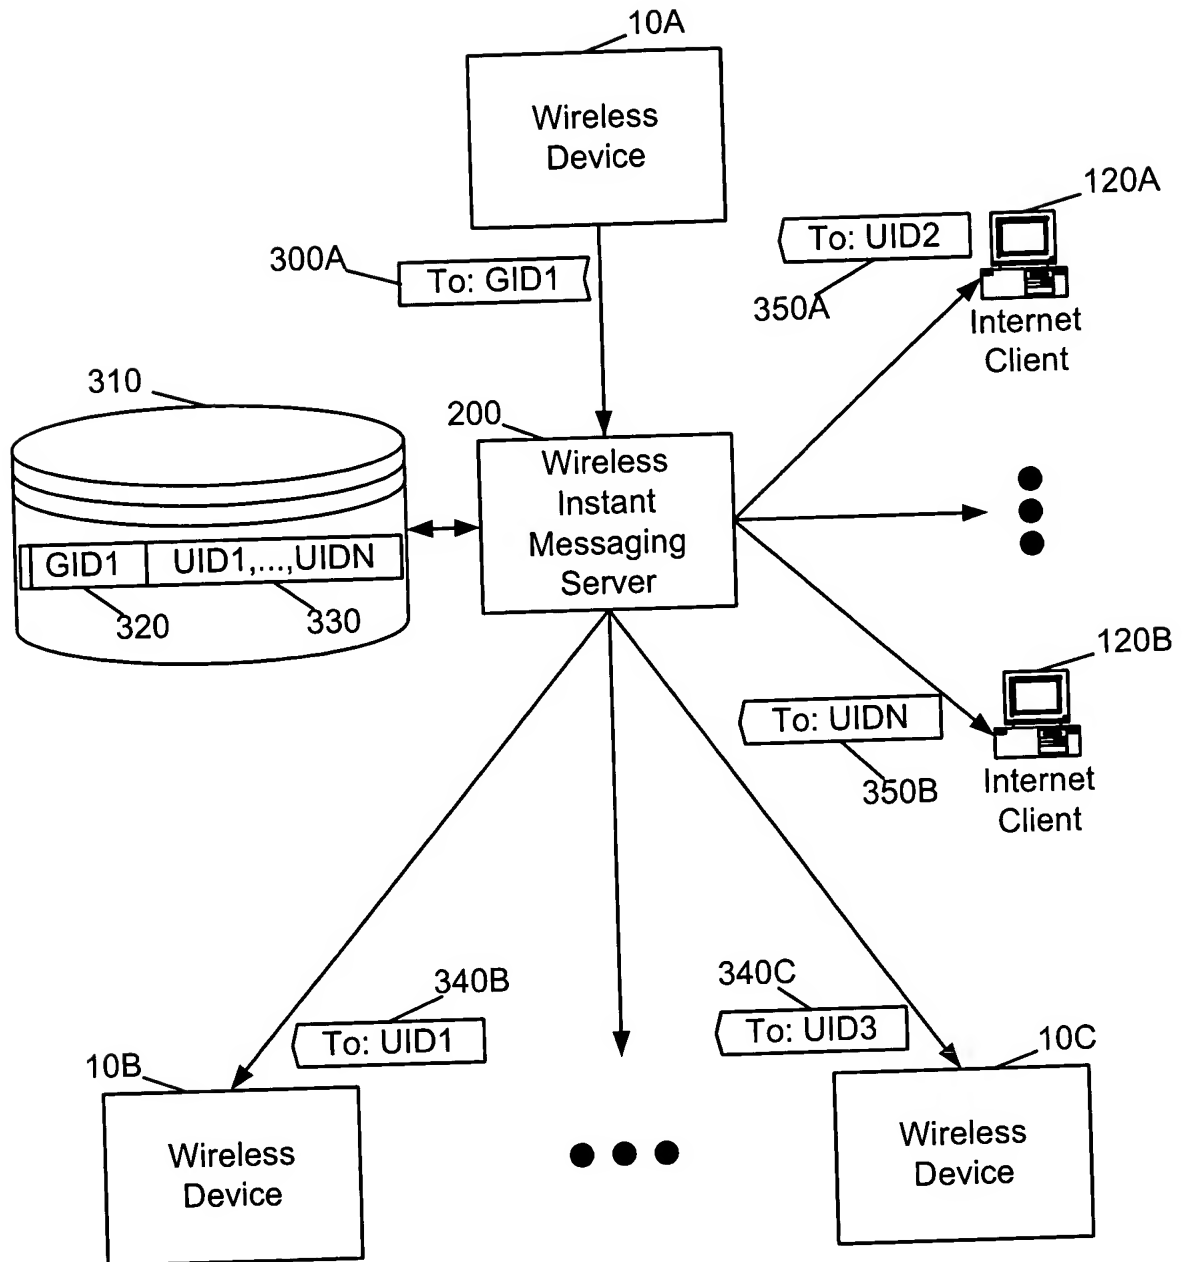 10A
Wireless
Device
120A
To: UID2
300A
To: GID1
350A
Internet
Client
310
200
Wireless
Instant
Messaging
Server
GID1
UID1,...,UIDN
320
330
120B
To: UIDN
350B
Internet
Client
340B
340C
To: UID1
To: UID3
10B
10C
Wireless
Device
Wireless
Device